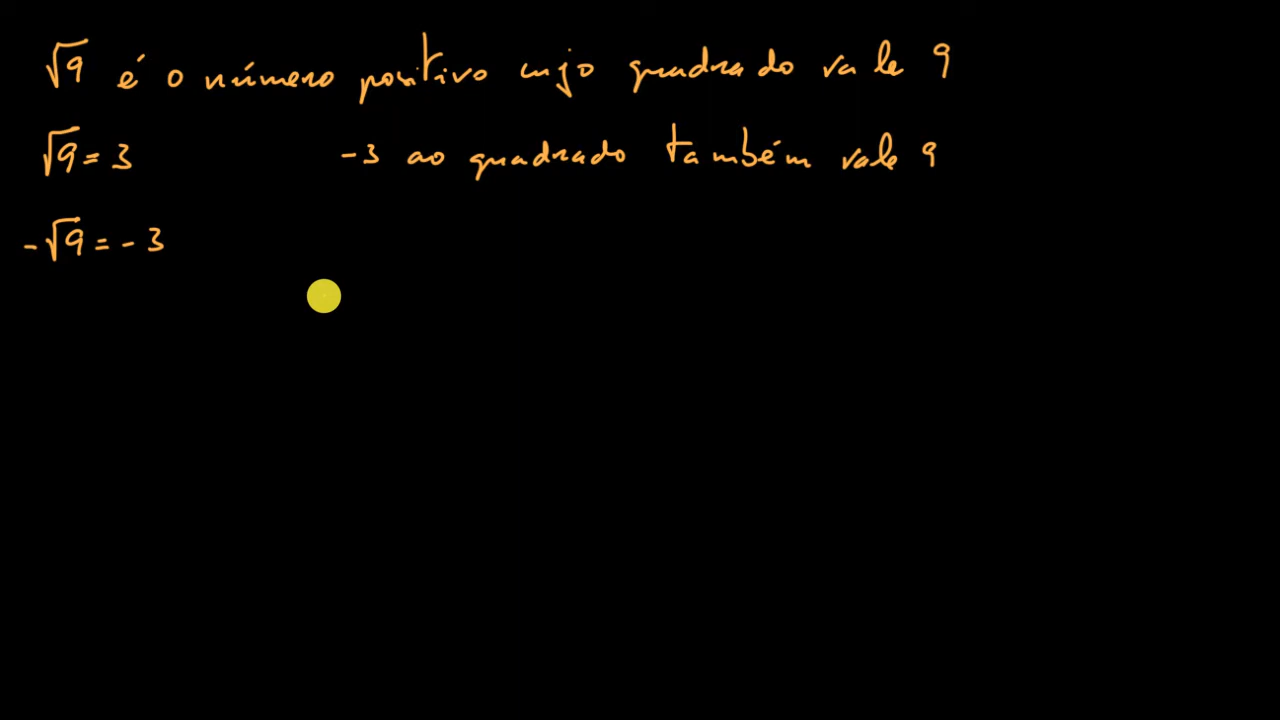 √9 é o número positivo cujo quadrado vale 9
√9 = 3 -3 ao quadrado também vale 9
-√9 = -3